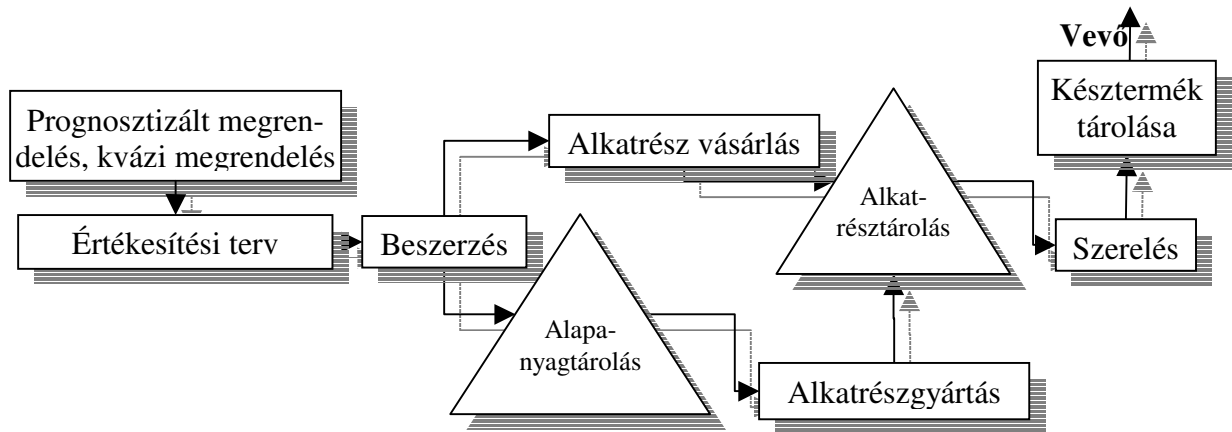 Prognosztizált megren-
delés, kvázi megrendelés
Értékesítési terv
Beszerzés
Alkatrész vásárlás
Alapa-
nyagtárolás
Alkatrészgyártás
Alkat-
résztárolás
Szerelés
Késztermék
tárolása
Vevő